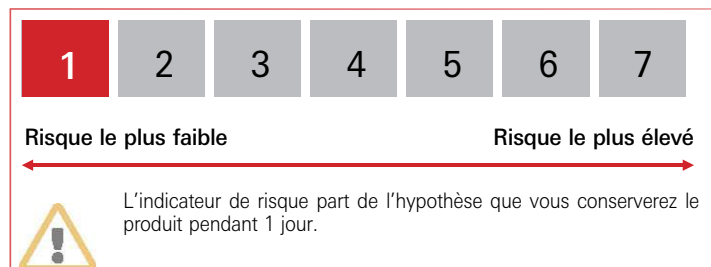 1 2 3 4 5 6 7
Risque le plus faible Risque le plus élevé
L'indicateur de risque part de l'hypothèse que vous conserverez le
produit pendant 1 jour.